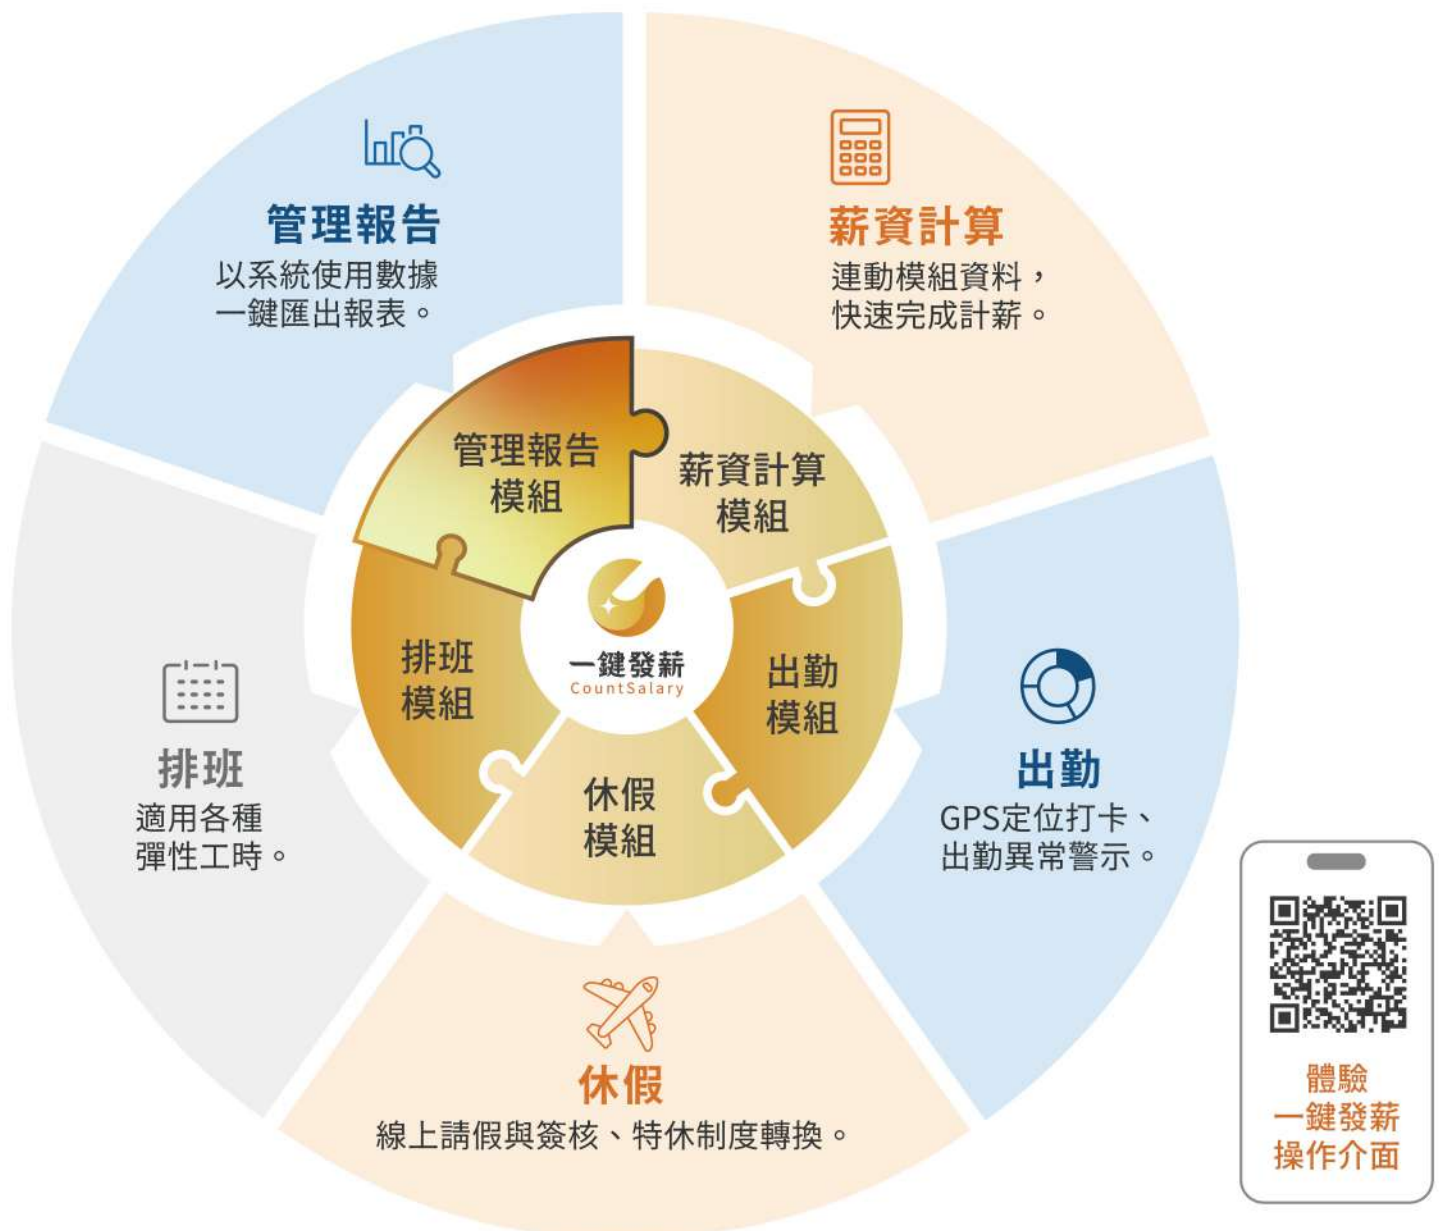 管理報告
以系統使用數據
一鍵匯出報表。
薪資計算
連動模組資料，
快速完成計薪。
管理報告
模組
薪資計算
模組
排班
模組
一鍵發薪
CountSalary
出勤
模組
休假
模組
排班
適用各種
彈性工時。
出勤
GPS定位打卡、
出勤異常警示。
休假
線上請假與簽核、特休制度轉換。
體驗
一鍵發薪
操作介面